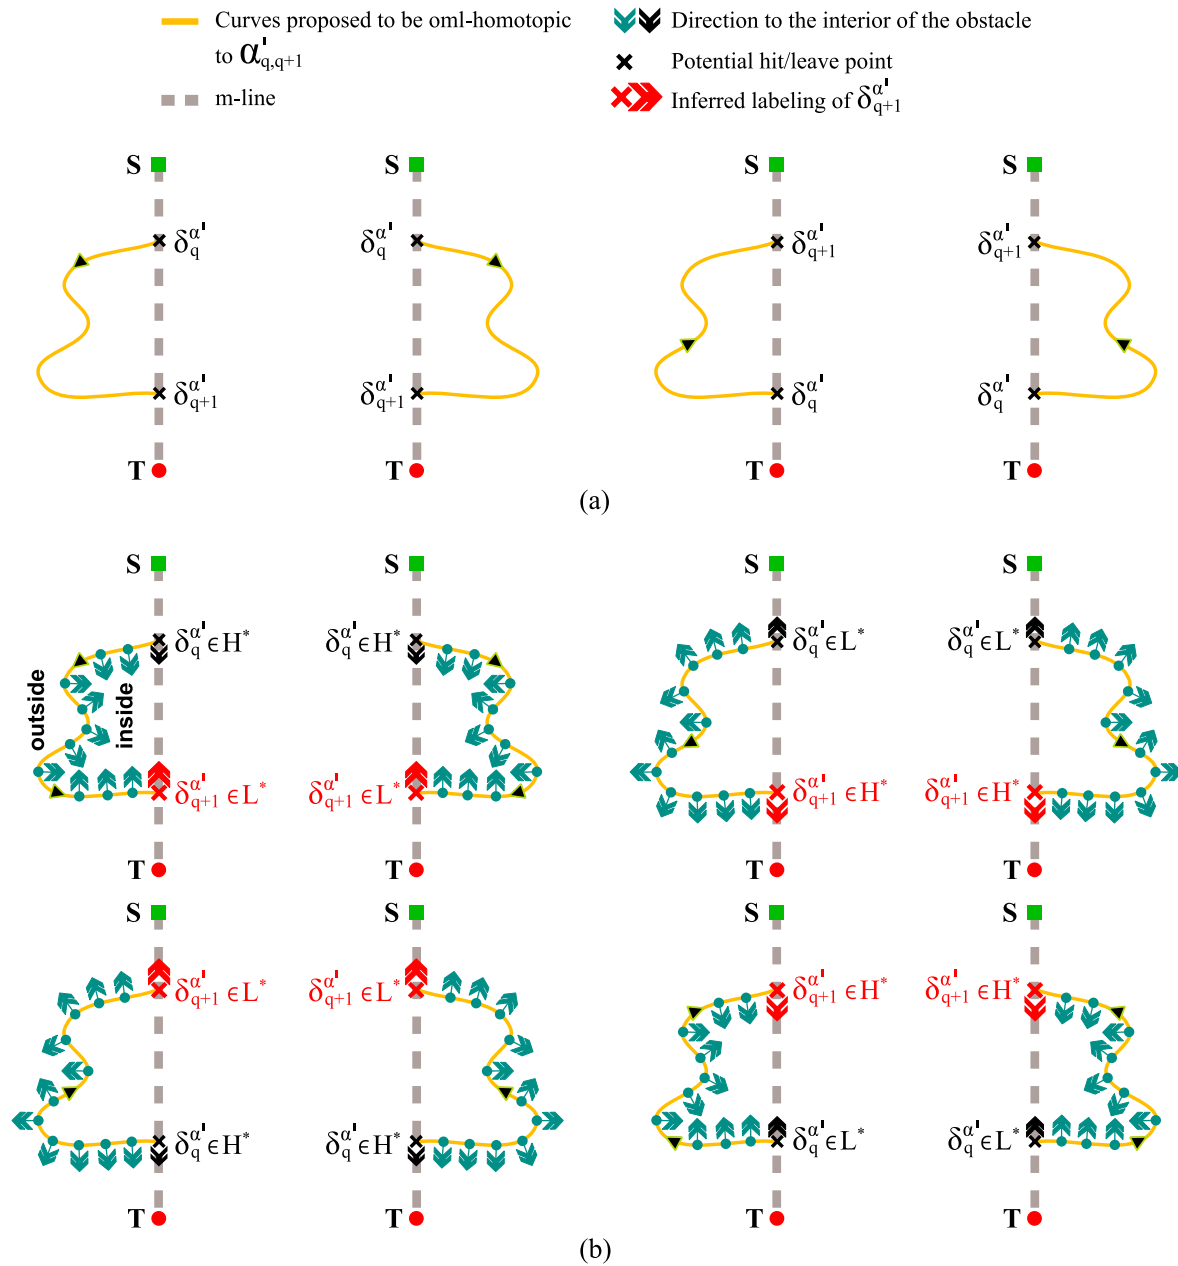 Curves proposed to be oml-homotopic
to α'q,q+1
m-line
Direction to the interior of the obstacle
Potential hit/leave point
Inferred labeling of δα'q+1
S S S S
δα'q δα'q δα'q+1 δα'q+1
δα'q+1 δα'q+1 δα'q δα'q
T T T T
(a)
S S S S
δα'q ∈H* δα'q ∈H* δα'q ∈L* δα'q ∈L*
outside
inside
δα'q+1 ∈L* δα'q+1 ∈L* δα'q+1 ∈H* δα'q+1 ∈H*
T T T T
S S S S
δα'q+1 ∈L* δα'q+1 ∈L* δα'q+1 ∈H* δα'q+1 ∈H*
δα'q ∈H* δα'q ∈H* δα'q ∈L* δα'q ∈L*
T T T T
(b)